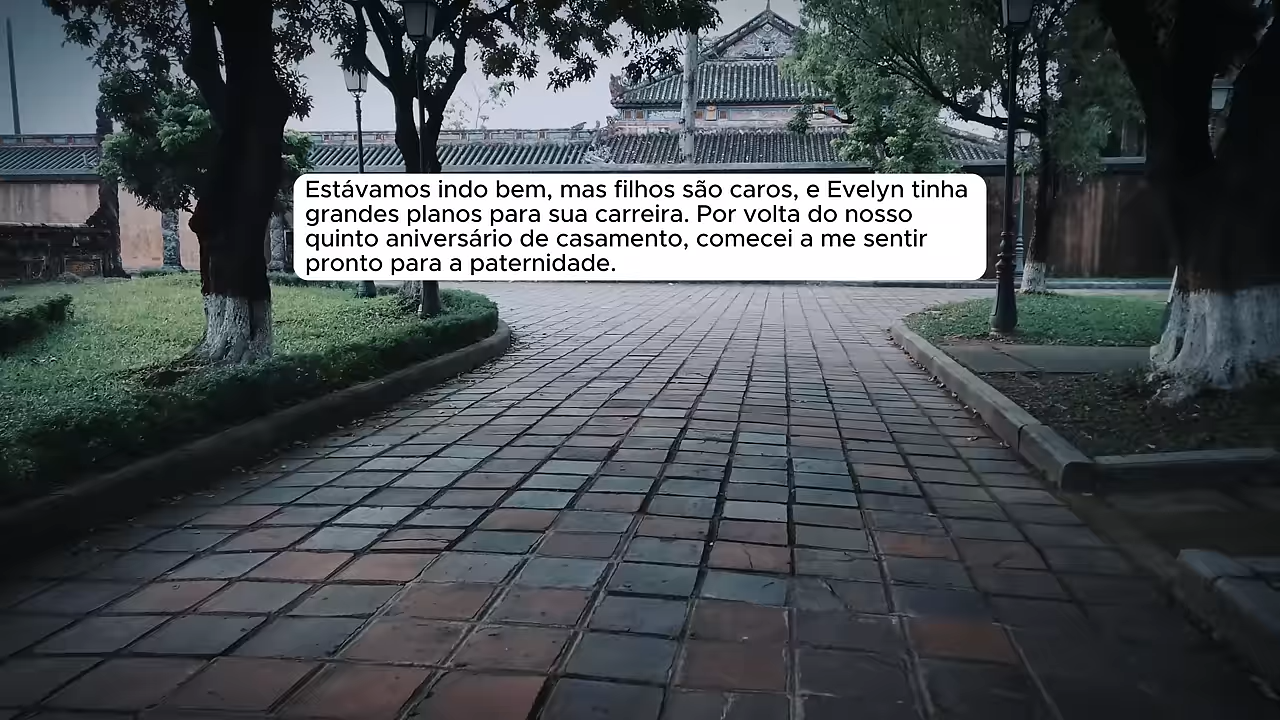 Estávamos indo bem, mas filhos são caros, e Evelyn tinha
grandes planos para sua carreira. Por volta do nosso
quinto aniversário de casamento, comecei a me sentir
pronto para a paternidade.